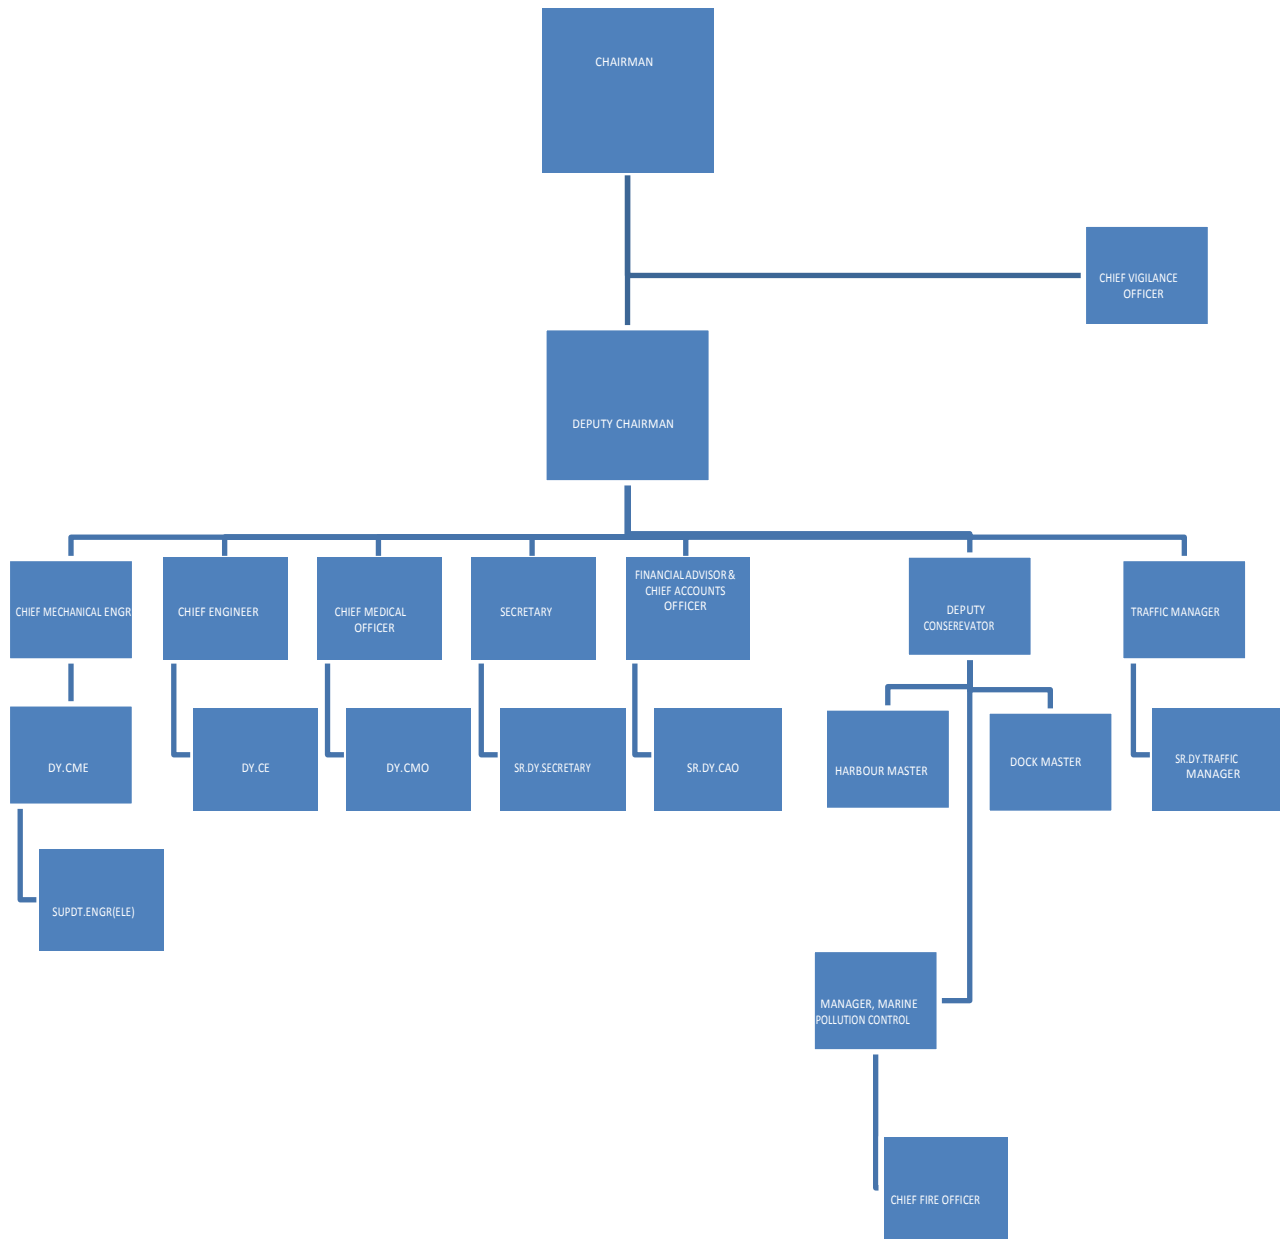 CHAIRMAN
CHIEF VIGILANCE
OFFICER
DEPUTY CHAIRMAN
CHIEF MECHANICAL ENGR
CHIEF ENGINEER
CHIEF MEDICAL
OFFICER
SECRETARY
FINANCIAL ADVISOR &
CHIEF ACCOUNTS
OFFICER
DEPUTY
CONSEREVATOR
TRAFFIC MANAGER
DY.CME
DY.CE
DY.CMO
SR.DY.SECRETARY
SR.DY.CAO
HARBOUR MASTER
DOCK MASTER
SR.DY.TRAFFIC
MANAGER
SUPDT.ENGR(ELE)
MANAGER, MARINE
POLLUTION CONTROL
CHIEF FIRE OFFICER